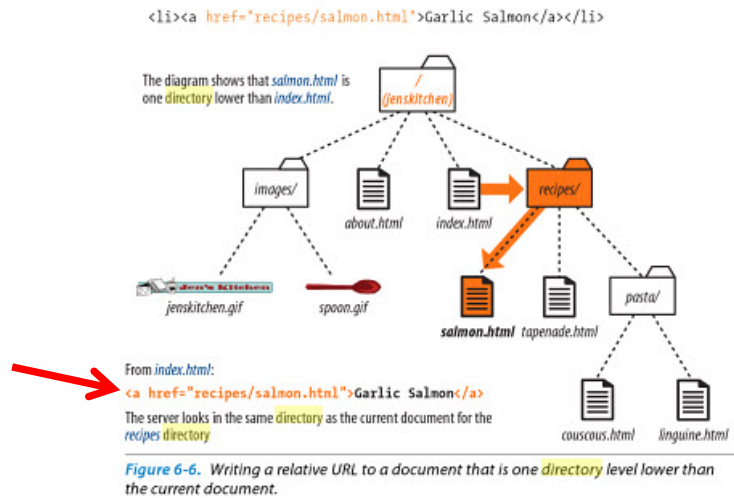 <li><a href="recipes/salmon.html">Garlic Salmon</a></li>
The diagram shows that salmon.html is
one directory lower than index.html.
/
(jenskitchen)
images/
about.html
index.html
recipes/
Jen's Kitchen
jenskitchen.gif
spoon.gif
salmon.html
tapenade.html
pasta/
couscous.html
linguine.html
From index.html:
<a href="recipes/salmon.html">Garlic Salmon</a>
The server looks in the same directory as the current document for the
recipes directory
Figure 6-6. Writing a relative URL to a document that is one directory level lower than
the current document.